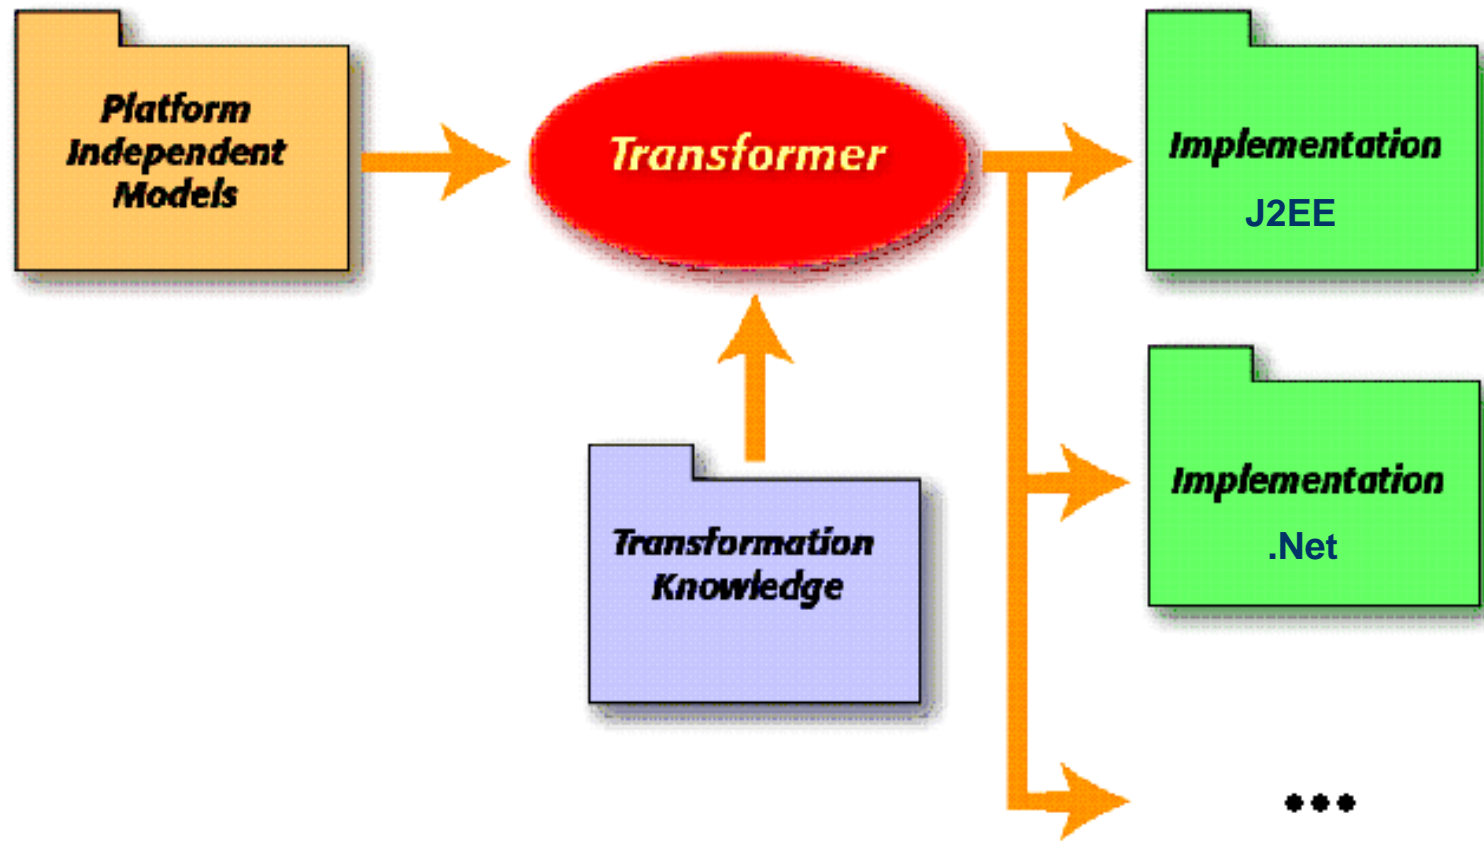 Platform
Independent
Models
Transformer
Implementation
J2EE
Transformation
Knowledge
Implementation
.Net
...